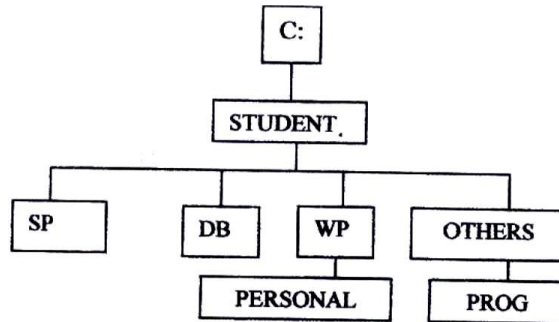 C:
STUDENT.
SP DB WP OTHERS
PERSONAL PROG